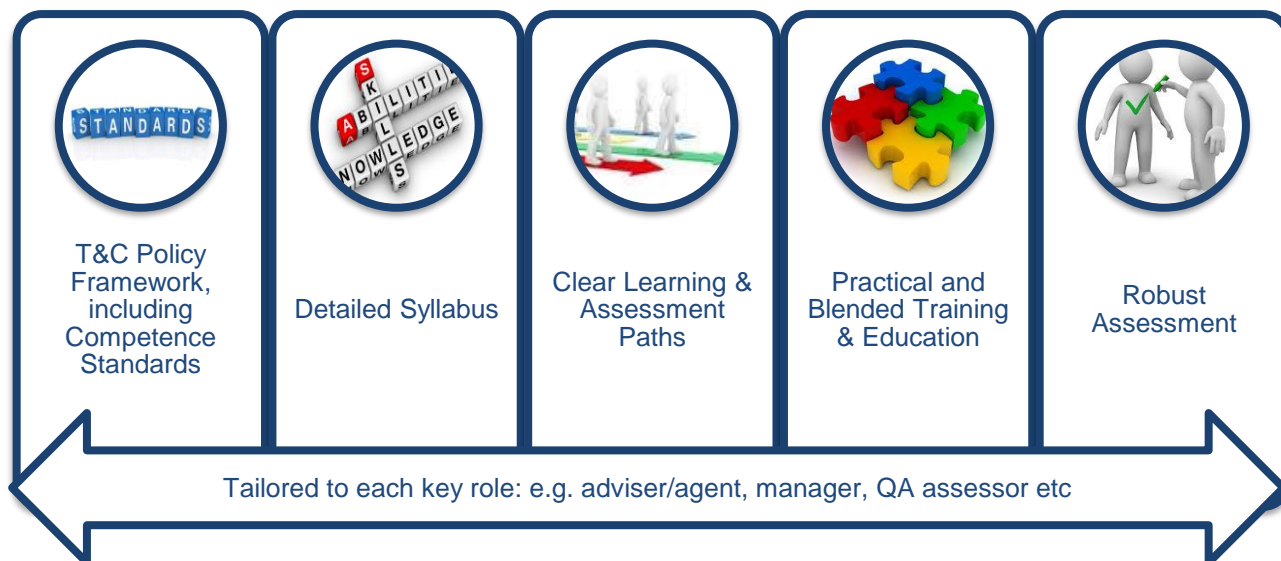 STANDARDS
SKILLS
ABILITIE
KNOWLEDGE
T&C Policy
Framework,
including
Competence
Standards
Detailed Syllabus
Clear Learning &
Assessment
Paths
Practical and
Blended Training
& Education
Robust
Assessment
Tailored to each key role: e.g. adviser/agent, manager, QA assessor etc